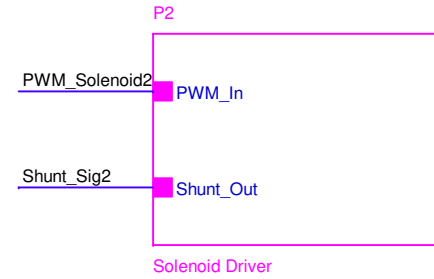 P2
PWM_Solenoid2
PWM_In
Shunt_Sig2
Shunt_Out
Solenoid Driver